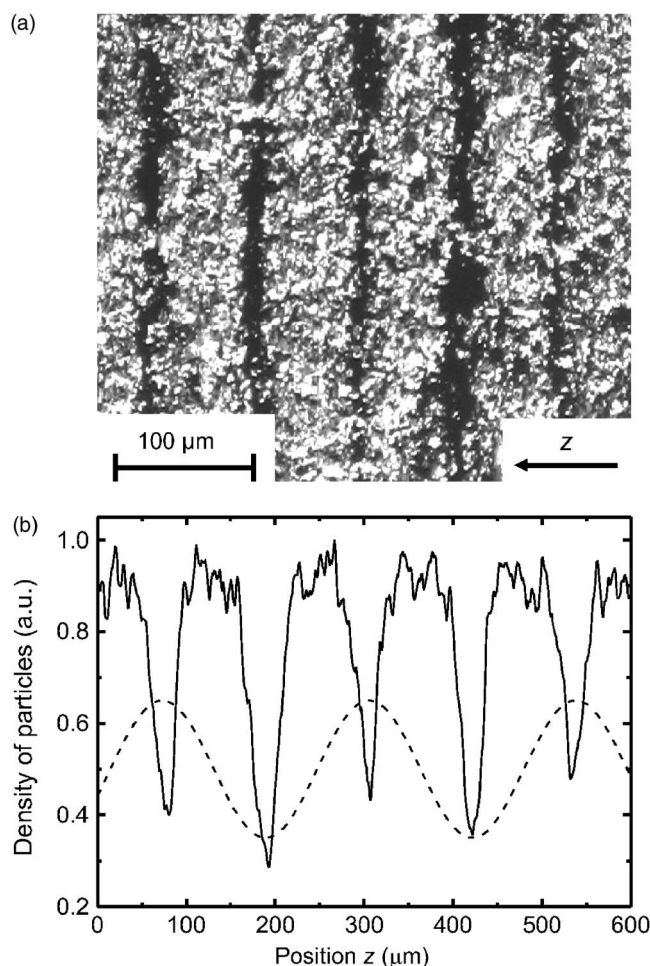 (a)
100 μm
z
(b)
Density of particles (a.u.)
1.0
0.8
0.6
0.4
0.2
0 100 200 300 400 500 600
Position z (μm)